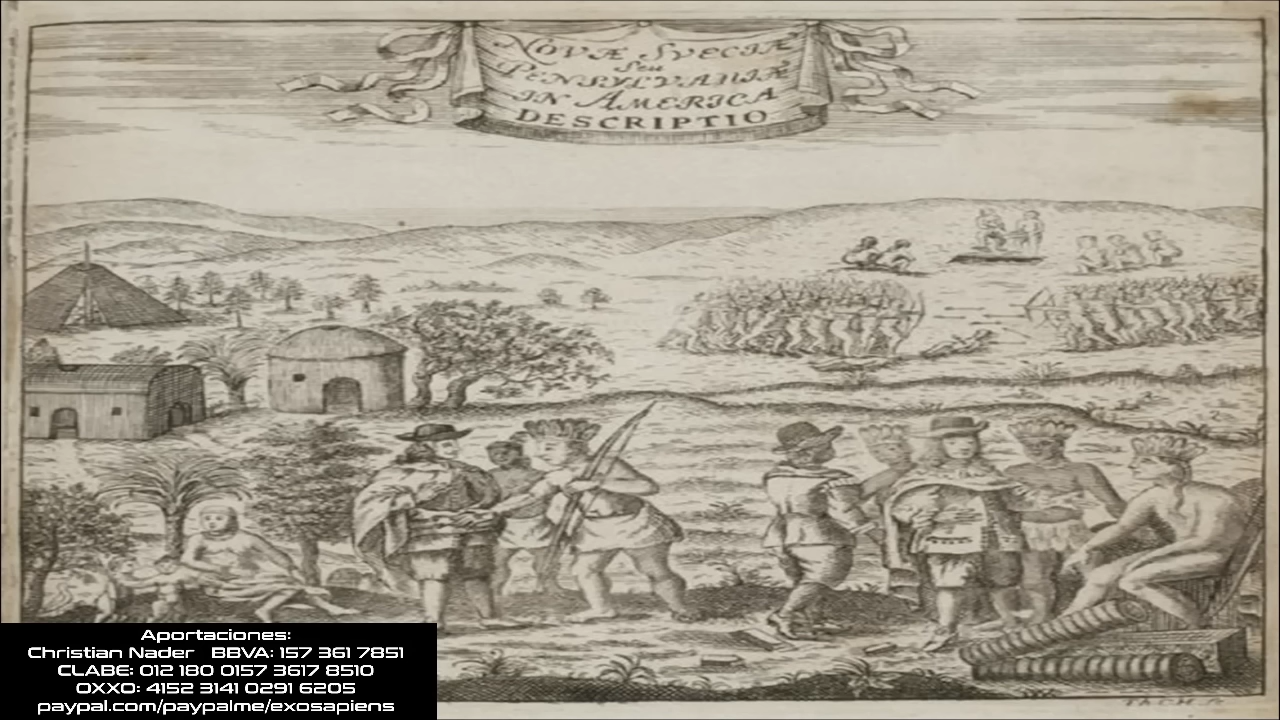 NOVÆ SVECIÆ
Seu
PENSYLVANIÆ
IN AMERICA
DESCRIPTIO
Aportaciones:
Christian Nader BBVA: 157 361 7851
CLABE: 012 180 0157 3617 8510
OXXO: 4152 3141 0291 6205
paypal.com/paypalme/exosapiens